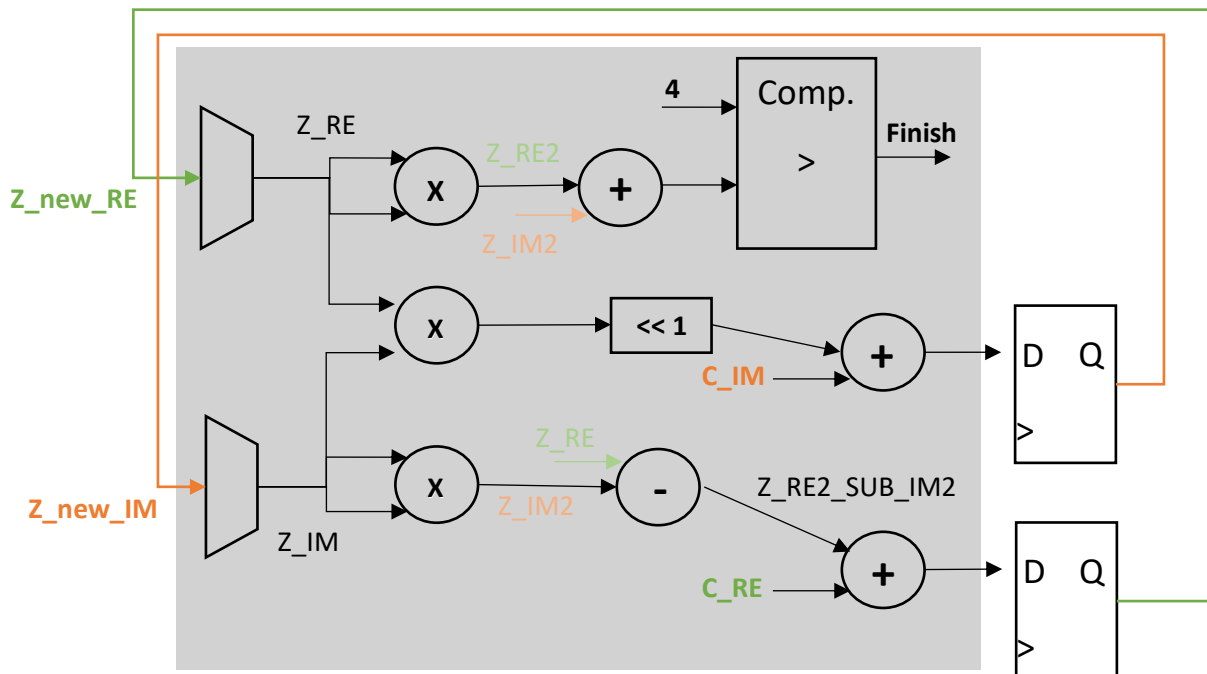 Z_new_RE
Z_RE
x
Z_RE2
Z_IM2
+
4
Comp.
>
Finish
x
<< 1
C_IM
+
D Q
>
Z_new_IM
Z_IM
x
Z_RE
Z_IM2
-
Z_RE2_SUB_IM2
C_RE
+
D Q
>